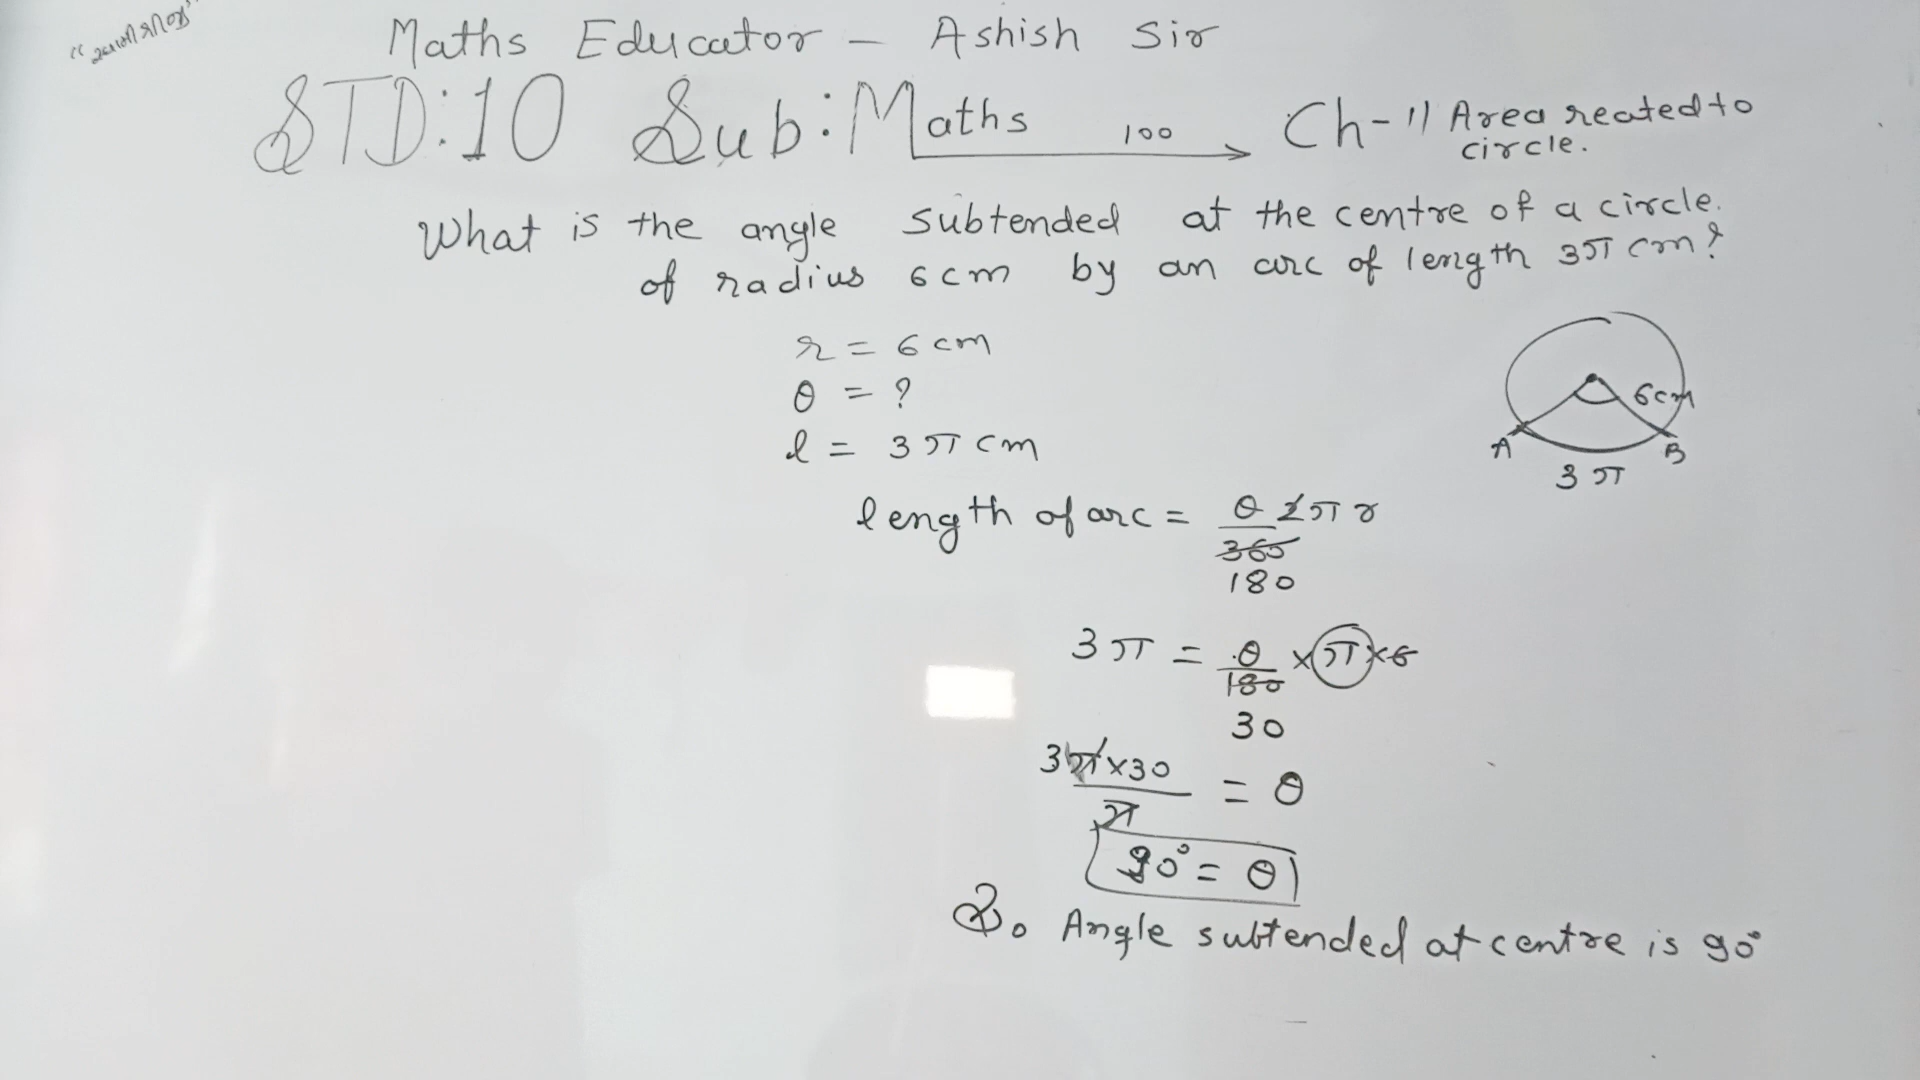 Maths Educator - Ashish Sir
STD:10 Sub:Maths 100 Ch-11 Area reated to
circle.
What is the angle subtended at the centre of a circle.
of radius 6cm by an arc of length 3π cm?
r = 6 cm
θ = ?
l = 3π cm
6cm
A B
3π
length of arc = θ 2πr
360
180
3π = θ × π × 6
180
30
3π×30 = θ
π
90° = θ
So Angle subtended at centre is 90°